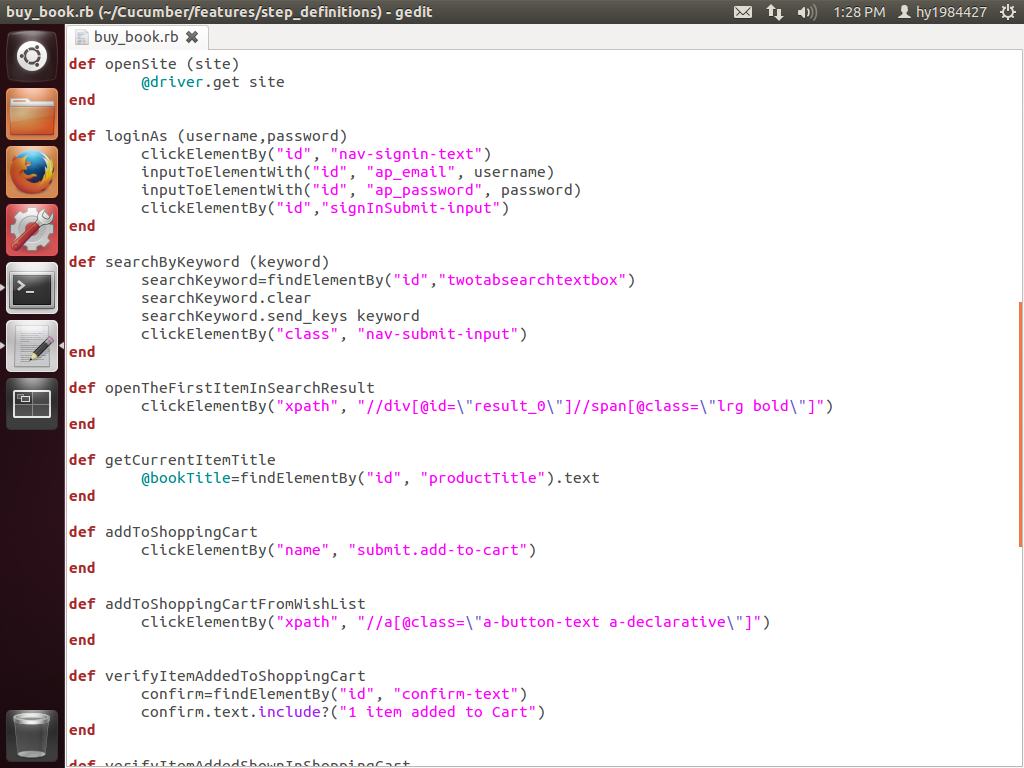 buy_book.rb (~/Cucumber/features/step_definitions) - gedit
1:28 PM hy1984427
buy_book.rb
def openSite (site)
@driver.get site
end
def loginAs (username,password)
clickElementBy("id", "nav-signin-text")
inputToElementWith("id", "ap_email", username)
inputToElementWith("id", "ap_password", password)
clickElementBy("id","signInSubmit-input")
end
def searchByKeyword (keyword)
searchKeyword=findElementBy("id","twotabsearchtextbox")
searchKeyword.clear
searchKeyword.send_keys keyword
clickElementBy("class", "nav-submit-input")
end
def openTheFirstItemInSearchResult
clickElementBy("xpath", "//div[@id=\"result_0\"]//span[@class=\"lrg bold\"]")
end
def getCurrentItemTitle
@bookTitle=findElementBy("id", "productTitle").text
end
def addToShoppingCart
clickElementBy("name", "submit.add-to-cart")
end
def addToShoppingCartFromWishList
clickElementBy("xpath", "//a[@class=\"a-button-text a-declarative\"]")
end
def verifyItemAddedToShoppingCart
confirm=findElementBy("id", "confirm-text")
confirm.text.include?("1 item added to Cart")
end
def verifyItemAddedShownInShoppingCart